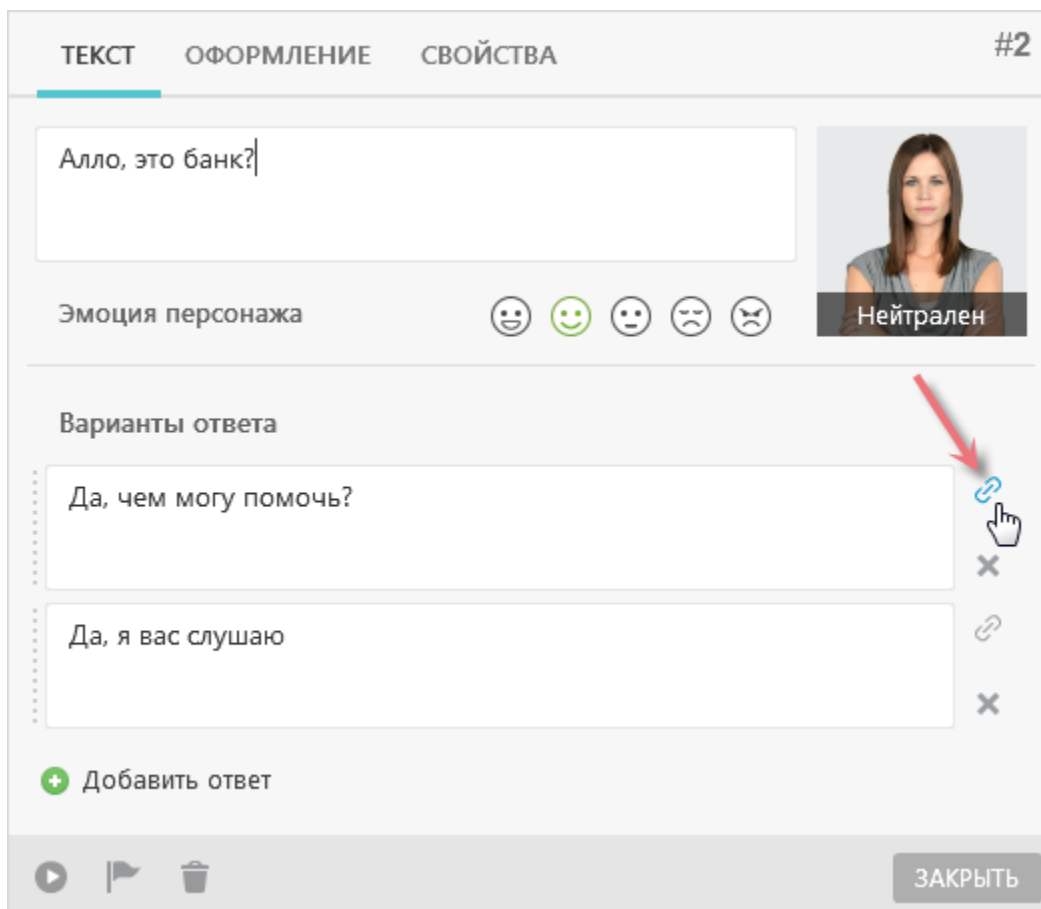 ТЕКСТ ОФОРМЛЕНИЕ СВОЙСТВА #2
Алло, это банк?
Эмоция персонажа
Нейтрален
Варианты ответа
Да, чем могу помочь?
Да, я вас слушаю
Добавить ответ
ЗАКРЫТЬ